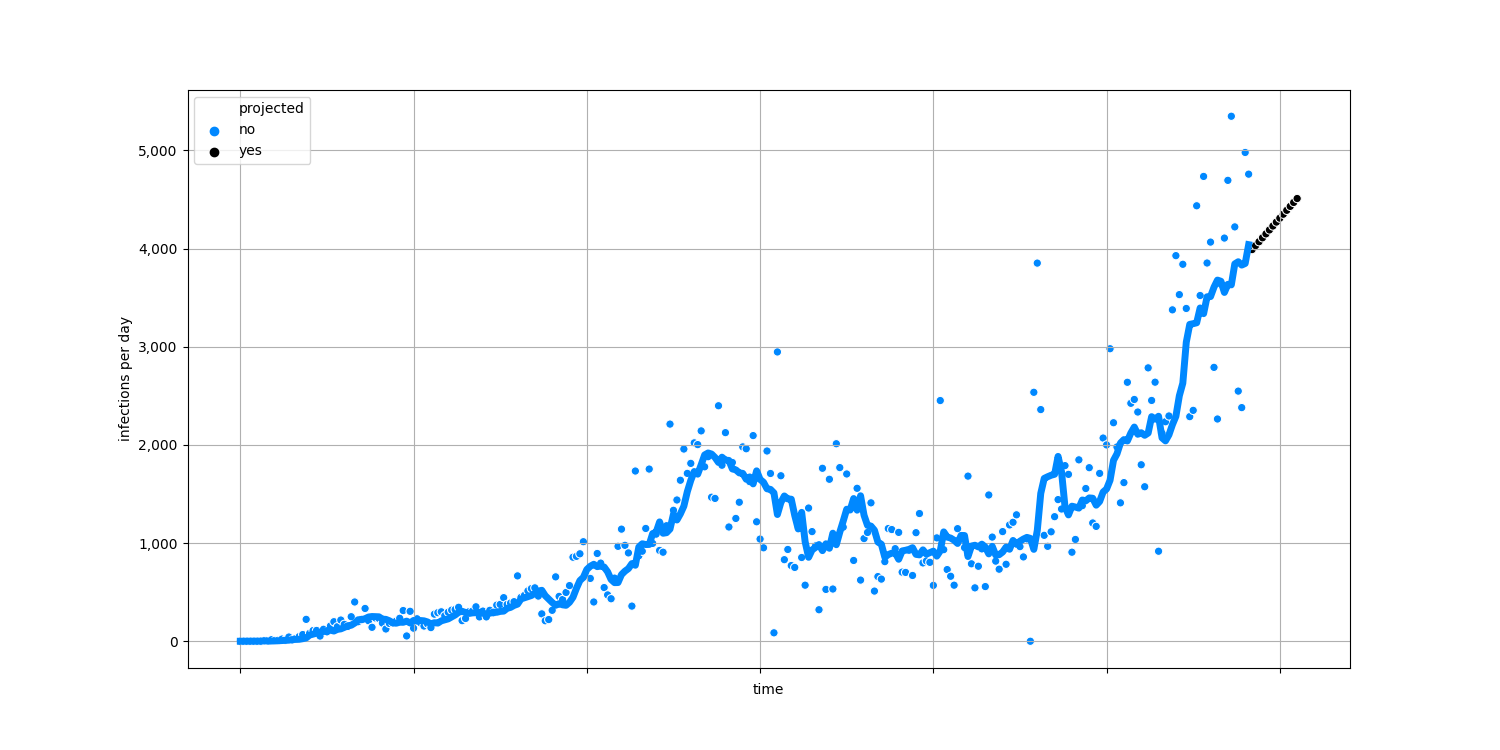 projected
no
yes
5,000
4,000
3,000
2,000
1,000
0
infections per day
time